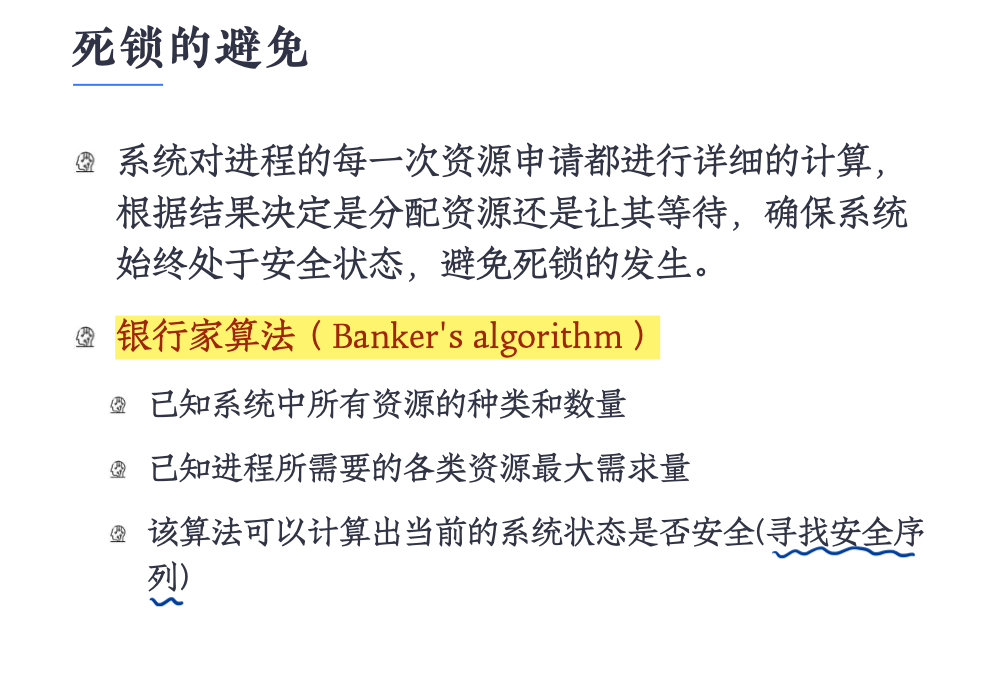 死锁的避免
系统对进程的每一次资源申请都进行详细的计算，
根据结果决定是分配资源还是让其等待，确保系统
始终处于安全状态，避免死锁的发生。
银行家算法（Banker's algorithm）
已知系统中所有资源的种类和数量
已知进程所需要的各类资源最大需求量
该算法可以计算出当前的系统状态是否安全(寻找安全序
列)